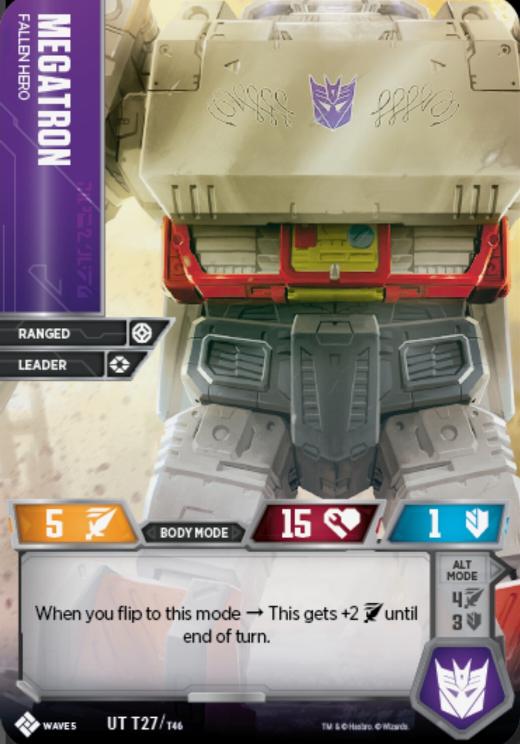 MEGATRON
FALLEN HERO
RANGED
LEADER
5
BODY MODE
15
1
ALT
MODE
4
3
When you flip to this mode → This gets +2 until
end of turn.
WAVE 5
UT T27/T46
TM & © Hasbro. © Wizards.